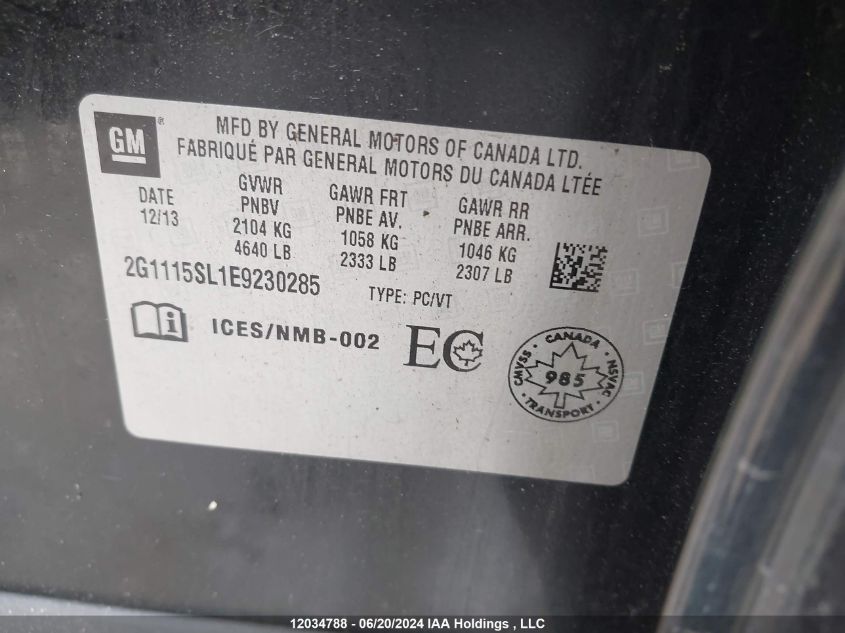 GM ®
MFD BY GENERAL MOTORS OF CANADA LTD.
FABRIQUÉ PAR GENERAL MOTORS DU CANADA LTÉE
DATE GVWR GAWR FRT GAWR RR
12/13 PNBV PNBE AV. PNBE ARR.
2104 KG 1058 KG 1046 KG
4640 LB 2333 LB 2307 LB
2G1115SL1E9230285 TYPE: PC/VT
i ICES/NMB-002 EC
CANADA
CMVSS 985 NSVAC
TRANSPORT
12034788 - 06/20/2024 IAA Holdings , LLC